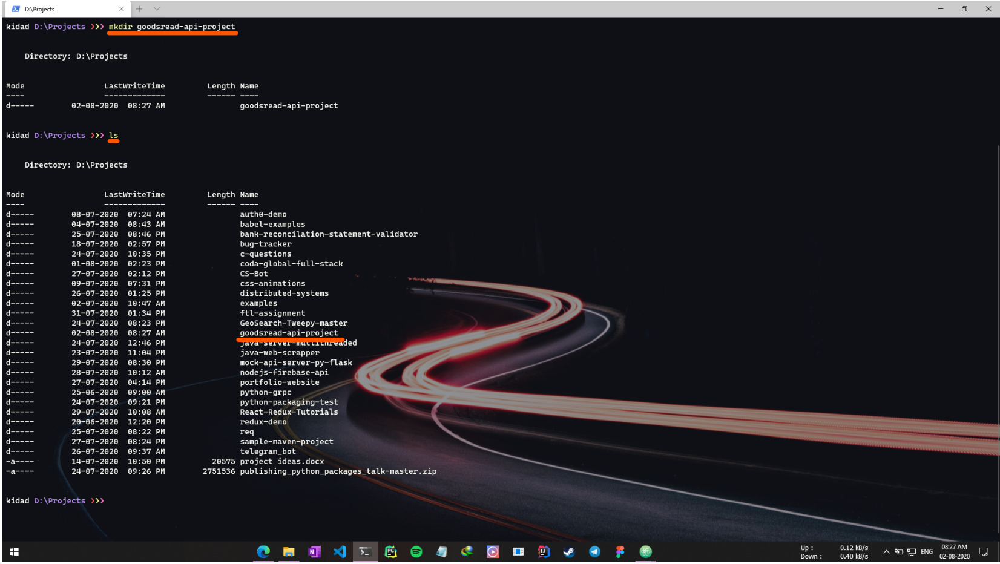 D:\Projects
kidad D:\Projects ❯❯❯ mkdir goodsread-api-project
Directory: D:\Projects
Mode LastWriteTime Length Name
---- ------------- ------ ----
d----- 02-08-2020 08:27 AM goodsread-api-project
kidad D:\Projects ❯❯❯ ls
Directory: D:\Projects
Mode LastWriteTime Length Name
---- ------------- ------ ----
d----- 08-07-2020 07:24 AM auth0-demo
d----- 04-07-2020 08:43 AM babel-examples
d----- 25-07-2020 08:46 PM bank-reconcilation-statement-validator
d----- 18-07-2020 02:57 PM bug-tracker
d----- 24-07-2020 10:35 PM c-questions
d----- 01-08-2020 02:23 PM coda-global-full-stack
d----- 27-07-2020 02:12 PM CS-Bot
d----- 09-07-2020 07:31 PM css-animations
d----- 26-07-2020 01:25 PM distributed-systems
d----- 02-07-2020 10:47 AM examples
d----- 31-07-2020 01:34 PM ftl-assignment
d----- 24-07-2020 08:23 PM GeoSearch-Tweepy-master
d----- 02-08-2020 08:27 AM goodsread-api-project
d----- 24-07-2020 12:46 PM java-server-multithreaded
d----- 23-07-2020 11:04 PM java-web-scrapper
d----- 29-07-2020 08:30 PM mock-api-server-py-flask
d----- 28-07-2020 10:12 AM nodejs-firebase-api
d----- 27-07-2020 04:14 PM portfolio-website
d----- 25-06-2020 09:00 AM python-grpc
d----- 24-07-2020 09:21 PM python-packaging-test
d----- 29-07-2020 10:08 AM React-Redux-Tutorials
d----- 20-06-2020 12:20 PM redux-demo
d----- 25-07-2020 08:22 PM req
d----- 27-07-2020 08:24 PM sample-maven-project
d----- 26-07-2020 09:37 AM telegram_bot
-a---- 14-07-2020 10:50 PM 20575 project ideas.docx
-a---- 24-07-2020 09:26 PM 2751536 publishing_python_packages_talk-master.zip
kidad D:\Projects ❯❯❯
Up : 0.12 kB/s
Down : 0.40 kB/s
ENG
08:27 AM
02-08-2020